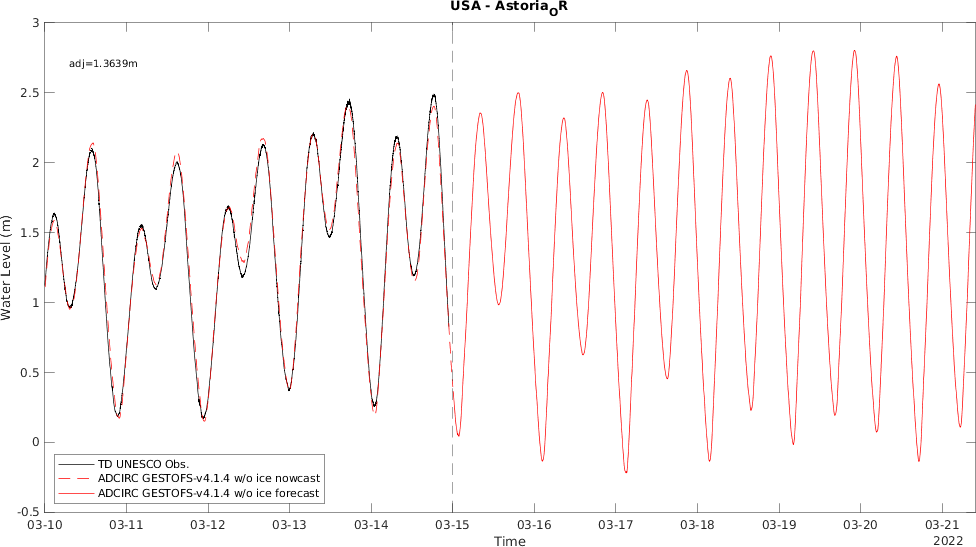 USA - Astoria_OR
3
adj=1.3639m
2.5
2
1.5
1
0.5
0
-0.5
Water Level (m)
TD UNESCO Obs.
ADCIRC GESTOFS-v4.1.4 w/o ice nowcast
ADCIRC GESTOFS-v4.1.4 w/o ice forecast
03-10 03-11 03-12 03-13 03-14 03-15 03-16 03-17 03-18 03-19 03-20 03-21
Time 2022